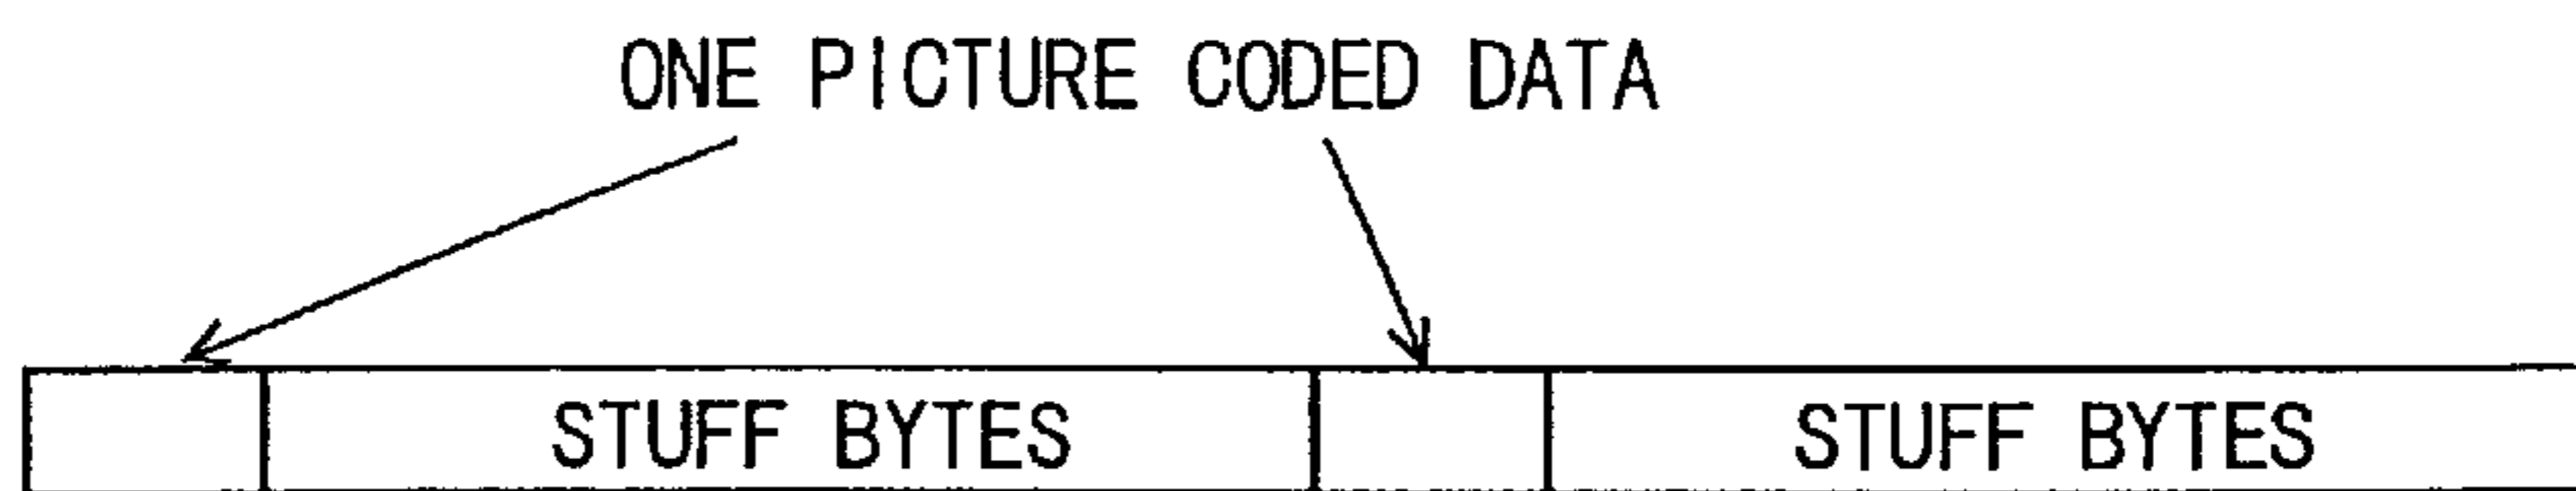 ONE PICTURE CODED DATA
STUFF BYTES STUFF BYTES